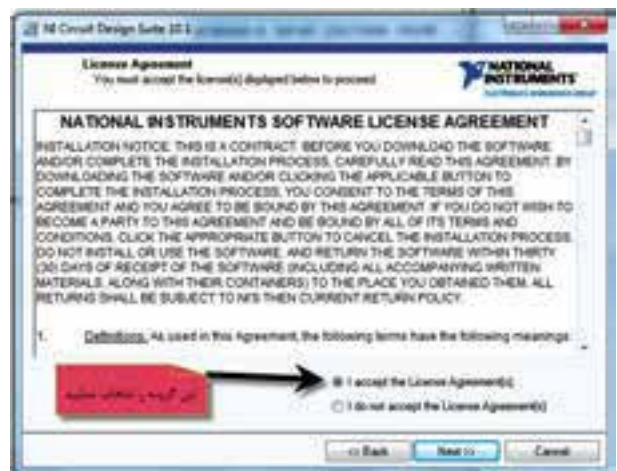 NI Circuit Design Suite 10.1
License Agreement
You must accept the license(s) displayed below to proceed.
NATIONAL
INSTRUMENTS
NATIONAL INSTRUMENTS SOFTWARE LICENSE AGREEMENT
INSTALLATION NOTICE: THIS IS A CONTRACT. BEFORE YOU DOWNLOAD THE SOFTWARE
AND/OR COMPLETE THE INSTALLATION PROCESS, CAREFULLY READ THIS AGREEMENT. BY
DOWNLOADING THE SOFTWARE AND/OR CLICKING THE APPLICABLE BUTTON TO
COMPLETE THE INSTALLATION PROCESS, YOU CONSENT TO THE TERMS OF THIS
AGREEMENT AND YOU AGREE TO BE BOUND BY THIS AGREEMENT. IF YOU DO NOT WISH TO
BECOME A PARTY TO THIS AGREEMENT AND BE BOUND BY ALL OF ITS TERMS AND
CONDITIONS, CLICK THE APPROPRIATE BUTTON TO CANCEL THE INSTALLATION PROCESS,
DO NOT INSTALL OR USE THE SOFTWARE, AND RETURN THE SOFTWARE WITHIN THIRTY
(30) DAYS OF RECEIPT OF THE SOFTWARE (INCLUDING ALL ACCOMPANYING WRITTEN
MATERIALS, ALONG WITH THEIR CONTAINERS) TO THE PLACE YOU OBTAINED THEM. ALL
RETURNS SHALL BE SUBJECT TO NI'S THEN CURRENT RETURN POLICY.
1. Definitions. As used in this Agreement, the following terms have the following meanings:
این گزینه را انتخاب نمایید
I accept the License Agreement(s)
I do not accept the License Agreement(s)
<< Back Next >> Cancel